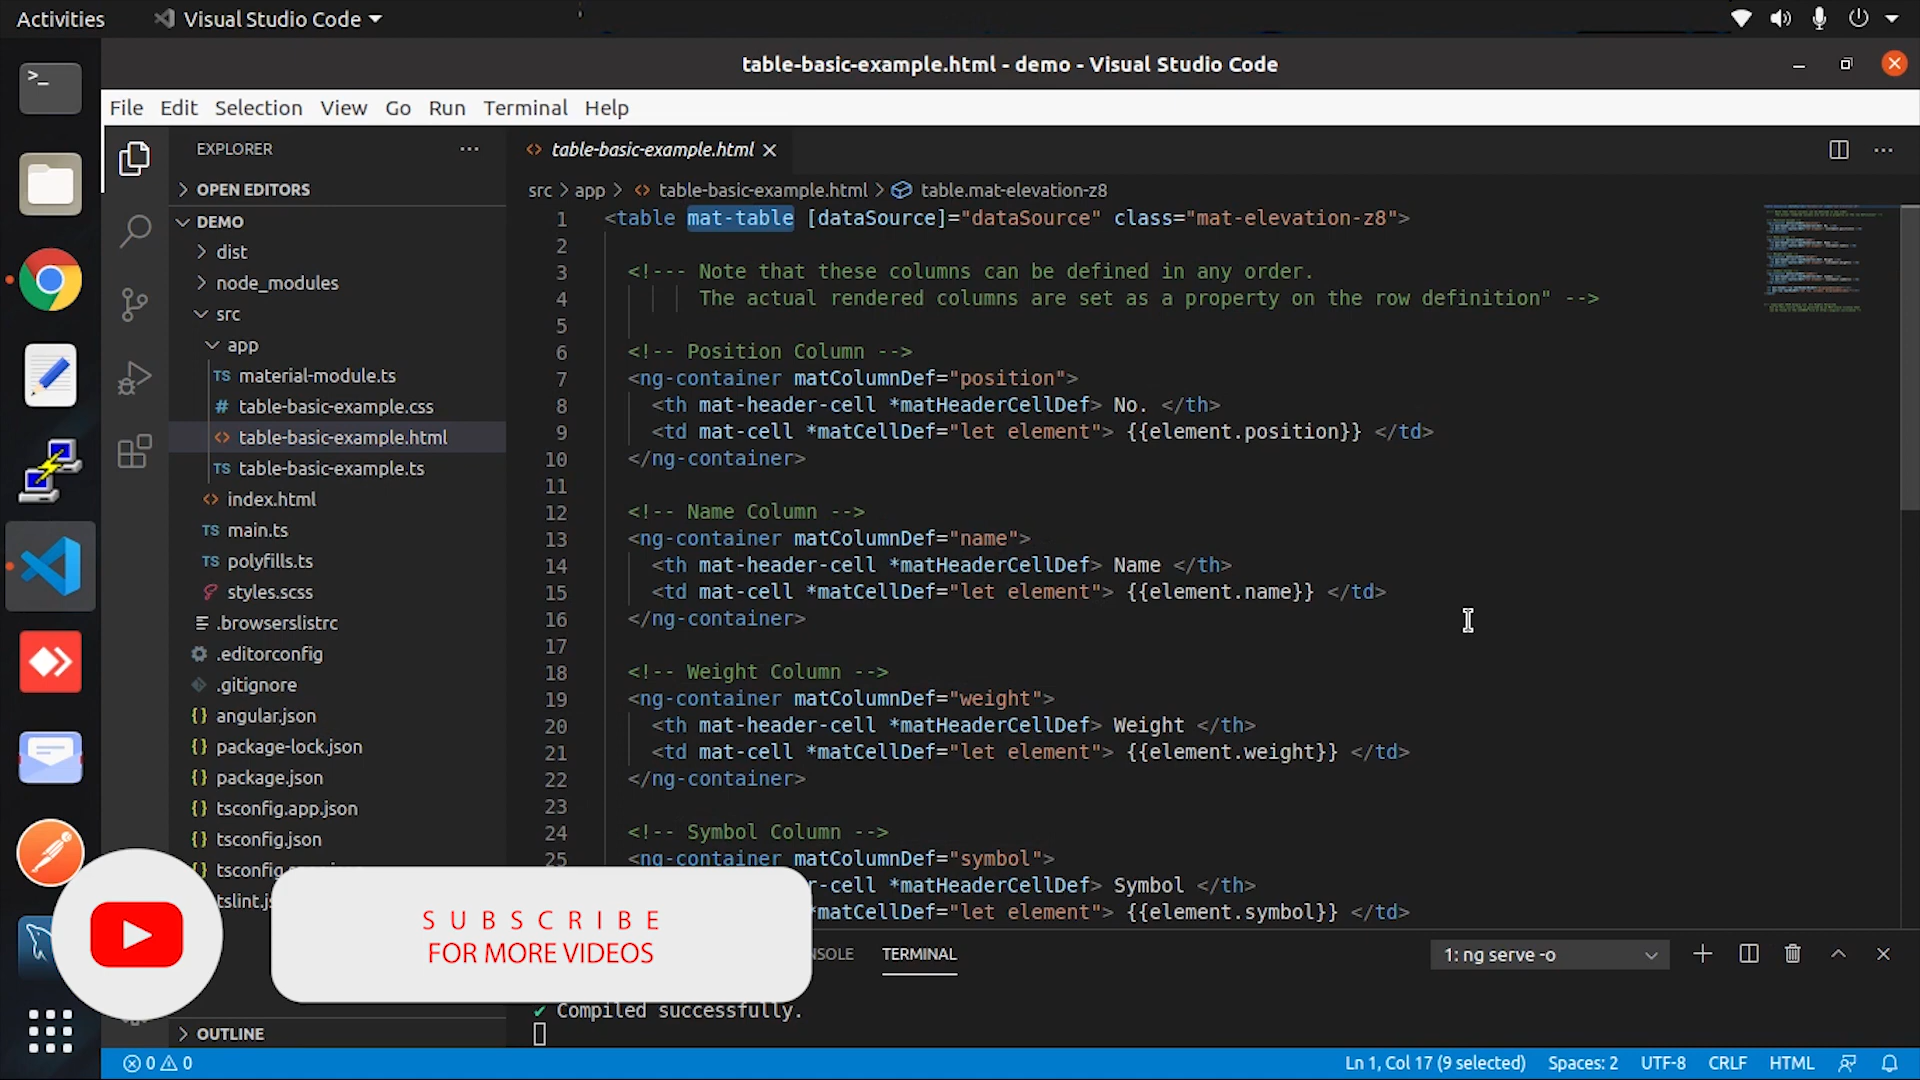 Activities
Visual Studio Code
table-basic-example.html - demo - Visual Studio Code
File Edit Selection View Go Run Terminal Help
EXPLORER
OPEN EDITORS
DEMO
dist
node_modules
src
app
TS material-module.ts
# table-basic-example.css
<> table-basic-example.html
TS table-basic-example.ts
<> index.html
TS main.ts
TS polyfills.ts
styles.scss
.browserslistrc
.editorconfig
.gitignore
{} angular.json
{} package-lock.json
{} package.json
{} tsconfig.app.json
{} tsconfig.json
{} tsconfig
tslint.js
OUTLINE
<> table-basic-example.html
src > app > <> table-basic-example.html > table.mat-elevation-z8
1 <table mat-table [dataSource]="dataSource" class="mat-elevation-z8">
2
3 <!--- Note that these columns can be defined in any order.
4 The actual rendered columns are set as a property on the row definition" -->
5
6 <!-- Position Column -->
7 <ng-container matColumnDef="position">
8 <th mat-header-cell *matHeaderCellDef> No. </th>
9 <td mat-cell *matCellDef="let element"> {{element.position}} </td>
10 </ng-container>
11
12 <!-- Name Column -->
13 <ng-container matColumnDef="name">
14 <th mat-header-cell *matHeaderCellDef> Name </th>
15 <td mat-cell *matCellDef="let element"> {{element.name}} </td>
16 </ng-container>
17
18 <!-- Weight Column -->
19 <ng-container matColumnDef="weight">
20 <th mat-header-cell *matHeaderCellDef> Weight </th>
21 <td mat-cell *matCellDef="let element"> {{element.weight}} </td>
22 </ng-container>
23
24 <!-- Symbol Column -->
25 <ng-container matColumnDef="symbol">
-cell *matHeaderCellDef> Symbol </th>
*matCellDef="let element"> {{element.symbol}} </td>
SUBSCRIBE
FOR MORE VIDEOS
NSOLE TERMINAL 1: ng serve -o
✔ Compiled successfully.
0 0 Ln 1, Col 17 (9 selected) Spaces: 2 UTF-8 CRLF HTML